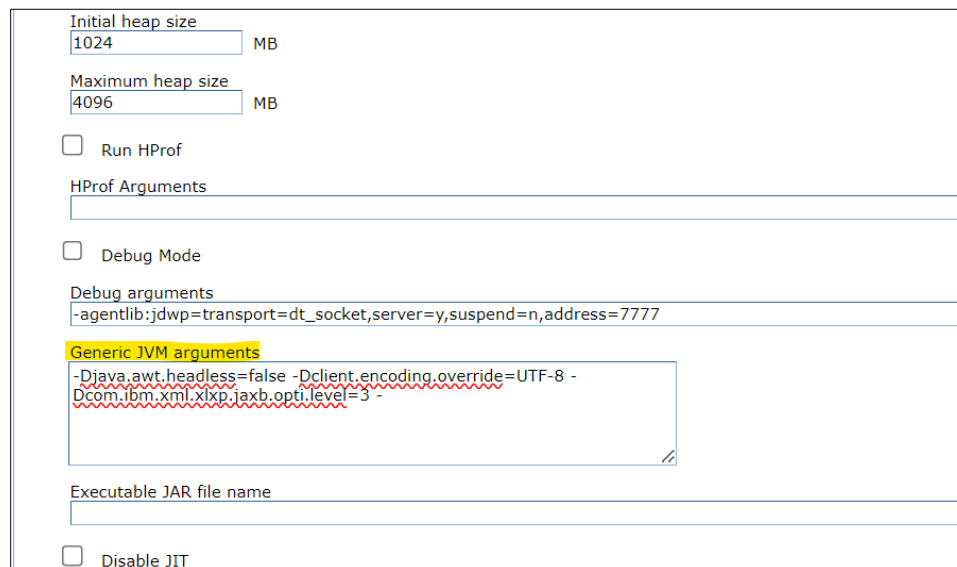 Initial heap size
1024 MB
Maximum heap size
4096 MB
Run HProf
HProf Arguments
Debug Mode
Debug arguments
-agentlib:jdwp=transport=dt_socket,server=y,suspend=n,address=7777
Generic JVM arguments
-Djava.awt.headless=false -Dclient.encoding.override=UTF-8 -
Dcom.ibm.xml.xlxp.jaxb.opti.level=3 -
Executable JAR file name
Disable JIT